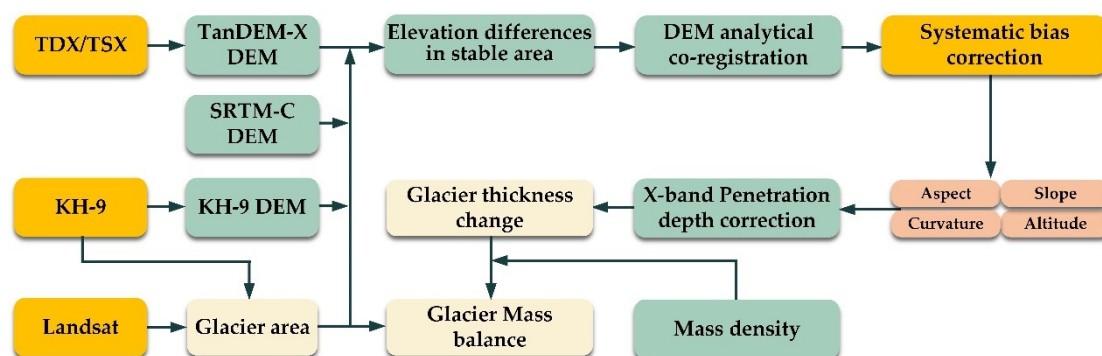 TDX/TSX
TanDEM-X
DEM
Elevation differences
in stable area
DEM analytical
co-registration
Systematic bias
correction
SRTM-C
DEM
KH-9
KH-9 DEM
Glacier thickness
change
X-band Penetration
depth correction
Aspect
Slope
Curvature
Altitude
Landsat
Glacier area
Glacier Mass
balance
Mass density